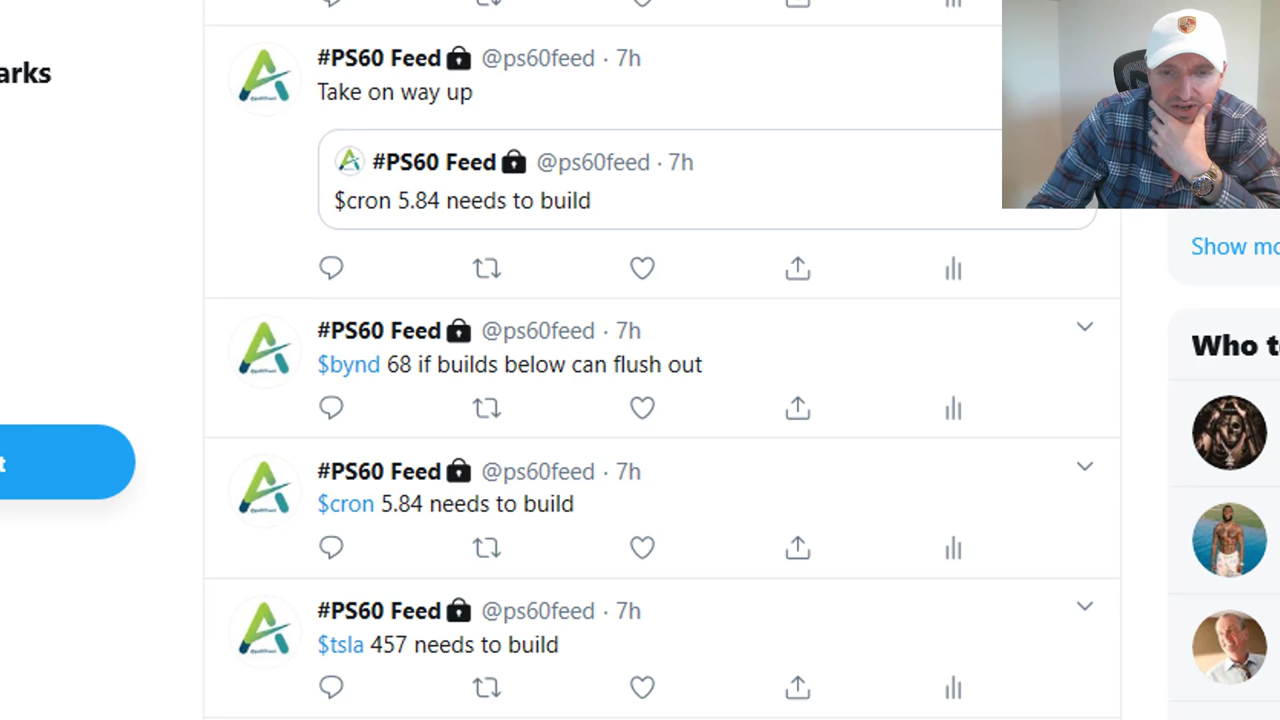 arks
#PS60 Feed @ps60feed · 7h
Take on way up
#PS60 Feed @ps60feed · 7h
$cron 5.84 needs to build
Show mo
#PS60 Feed @ps60feed · 7h
$bynd 68 if builds below can flush out
Who t
#PS60 Feed @ps60feed · 7h
$cron 5.84 needs to build
t
#PS60 Feed @ps60feed · 7h
$tsla 457 needs to build